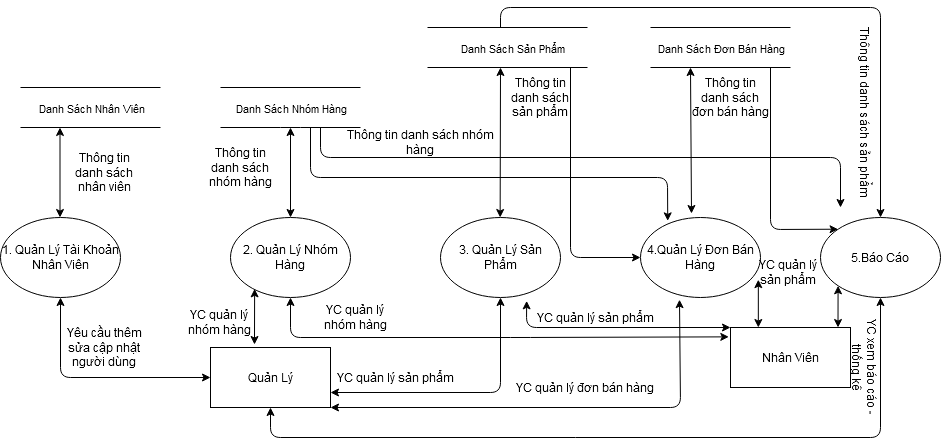 Danh Sách Sản Phẩm
Danh Sách Đơn Bán Hàng
Danh Sách Nhân Viên
Danh Sách Nhóm Hàng
Thông tin
danh sách
sản phẩm
Thông tin
danh sách
đơn bán hàng
Thông tin danh sách sản phẩm
Thông tin danh sách nhóm
hàng
Thông tin
danh sách
nhân viên
Thông tin
danh sách
nhóm hàng
1. Quản Lý Tài Khoản
Nhân Viên
2. Quản Lý Nhóm
Hàng
3. Quản Lý Sản
Phẩm
4.Quản Lý Đơn Bán
Hàng
5.Báo Cáo
YC quản lý
sản phẩm
YC quản lý
nhóm hàng
YC quản lý
nhóm hàng
YC quản lý sản phẩm
Yêu cầu thêm
sửa cập nhật
người dùng
Quản Lý
YC quản lý sản phẩm
YC quản lý đơn bán hàng
Nhân Viên
YC xem báo cáo -
thống kê